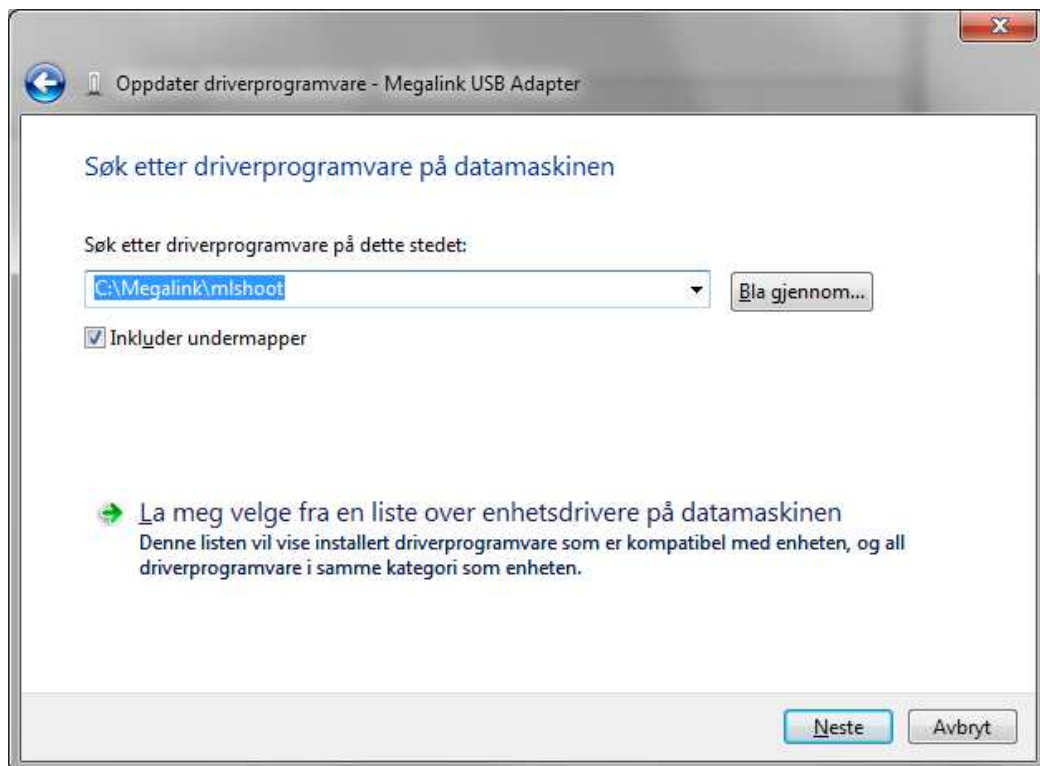 Oppdater driverprogramvare - Megalink USB Adapter
Søk etter driverprogramvare på datamaskinen
Søk etter driverprogramvare på dette stedet:
C:\Megalink\mlshoot
Bla gjennom...
Inkluder undermapper
La meg velge fra en liste over enhetsdrivere på datamaskinen
Denne listen vil vise installert driverprogramvare som er kompatibel med enheten, og all
driverprogramvare i samme kategori som enheten.
Neste
Avbryt